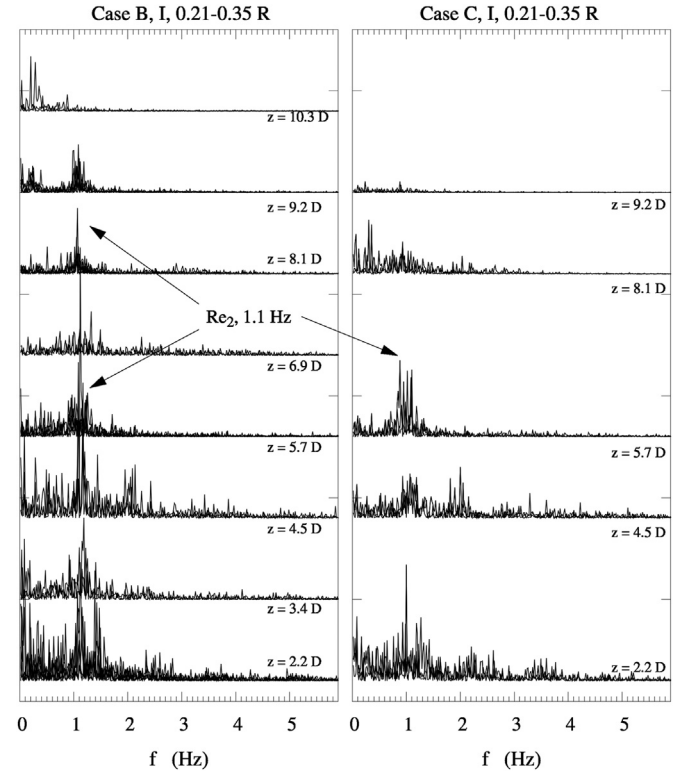 Case B, I, 0.21-0.35 R
Case C, I, 0.21-0.35 R
z = 10.3 D
z = 9.2 D
z = 8.1 D
Re2, 1.1 Hz
z = 6.9 D
z = 5.7 D
z = 4.5 D
z = 3.4 D
z = 2.2 D
z = 9.2 D
z = 8.1 D
z = 5.7 D
z = 4.5 D
z = 2.2 D
0 1 2 3 4 5
0 1 2 3 4 5
f (Hz)
f (Hz)